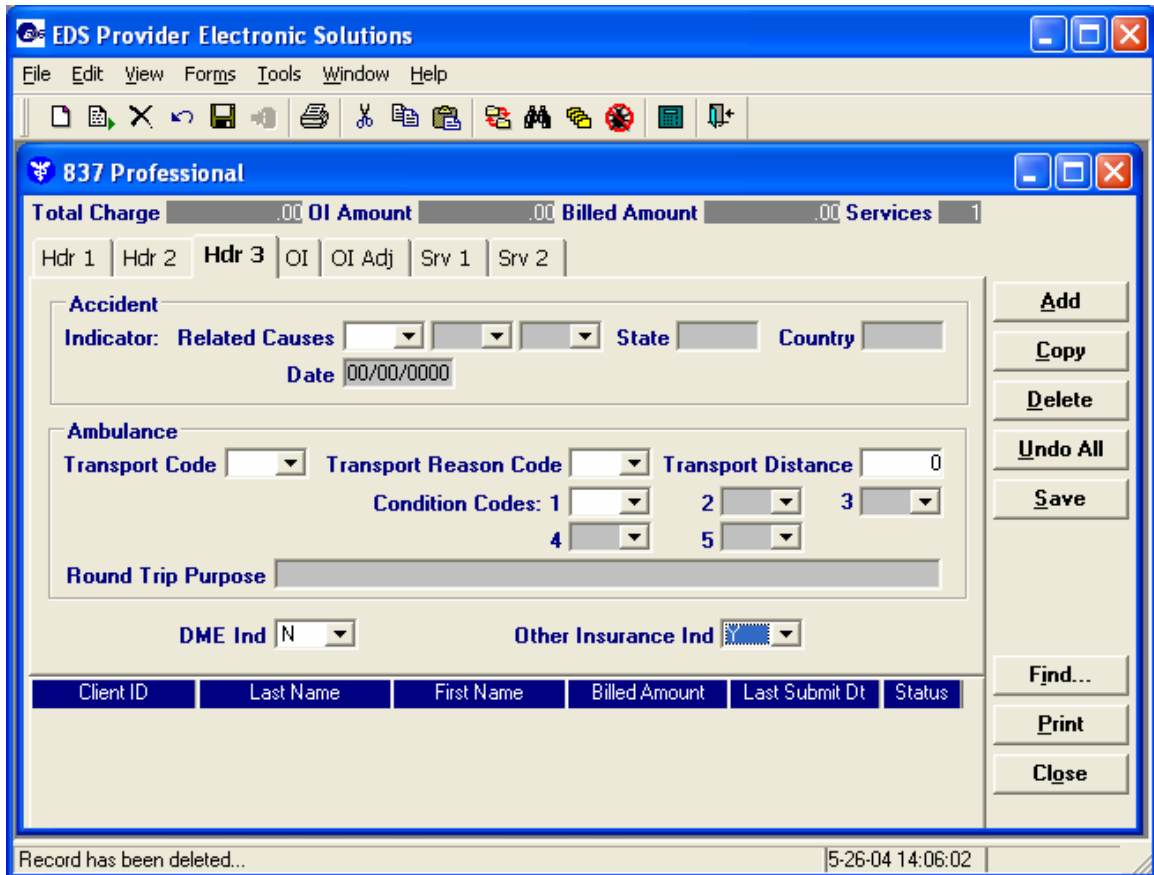 EDS Provider Electronic Solutions
File Edit View Forms Tools Window Help
837 Professional
Total Charge .00 OI Amount .00 Billed Amount .00 Services 1
Hdr 1 Hdr 2 Hdr 3 OI OI Adj Srv 1 Srv 2
Accident
Indicator: Related Causes State Country
Date 00/00/0000
Ambulance
Transport Code Transport Reason Code Transport Distance 0
Condition Codes: 1 2 3
4 5
Round Trip Purpose
DME Ind N Other Insurance Ind Y
Add
Copy
Delete
Undo All
Save
Client ID Last Name First Name Billed Amount Last Submit Dt Status
Find...
Print
Close
Record has been deleted... 5-26-04 14:06:02